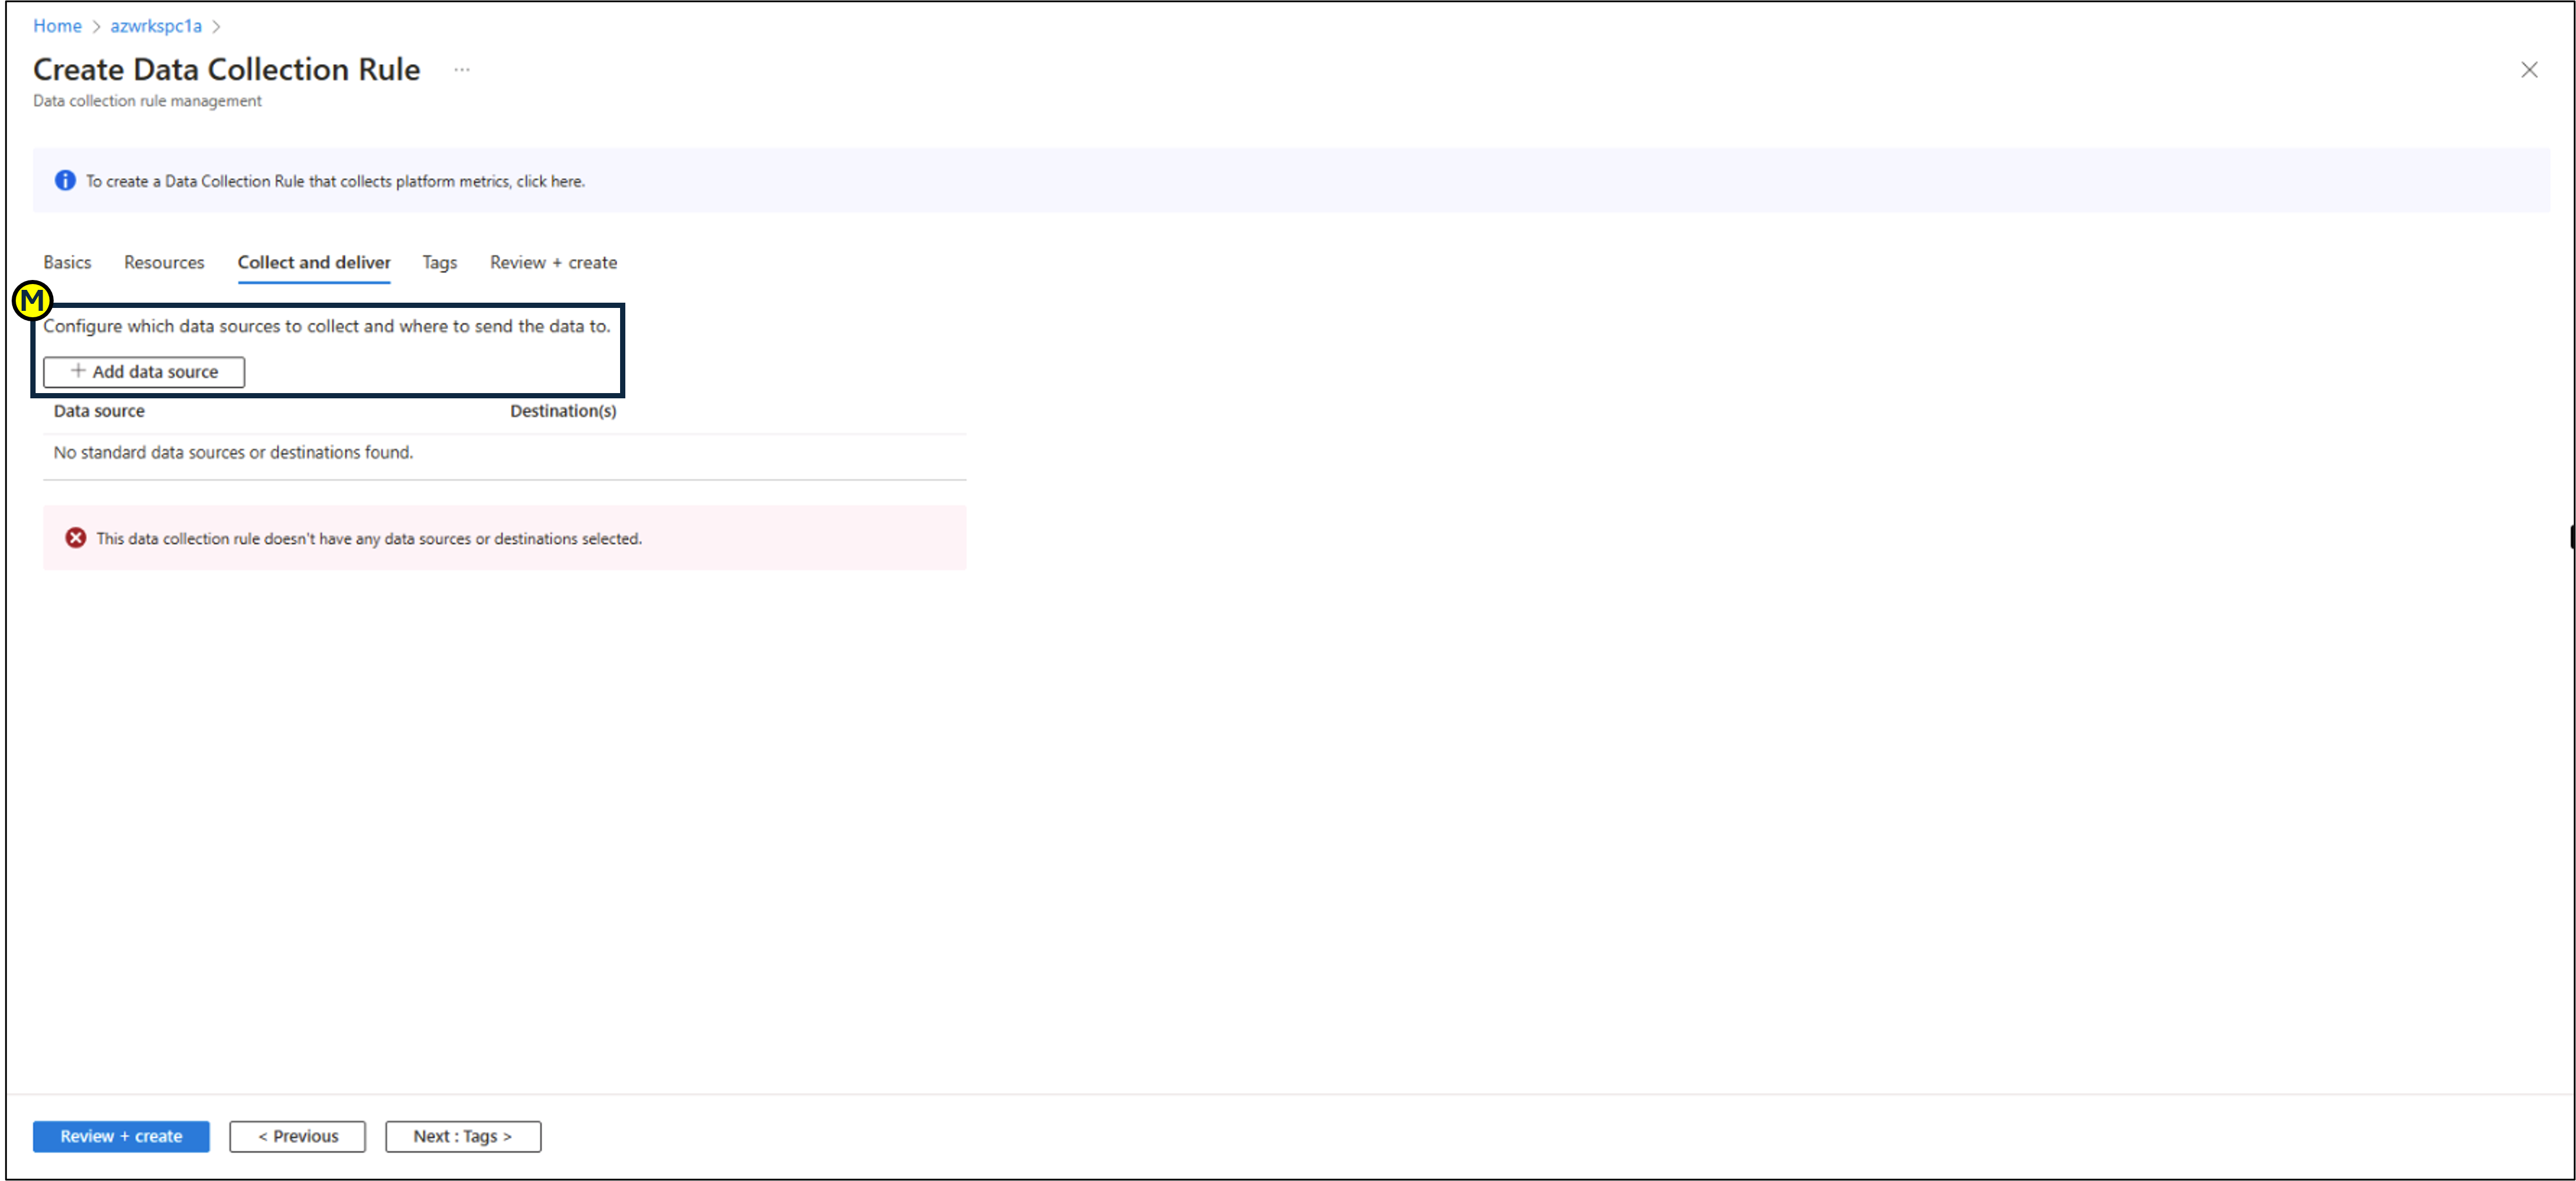 Home > azwrkspc1a >
Create Data Collection Rule ...
Data collection rule management
To create a Data Collection Rule that collects platform metrics, click here.
Basics Resources Collect and deliver Tags Review + create
M
Configure which data sources to collect and where to send the data to.
+ Add data source
Data source Destination(s)
No standard data sources or destinations found.
This data collection rule doesn't have any data sources or destinations selected.
Review + create < Previous Next : Tags >